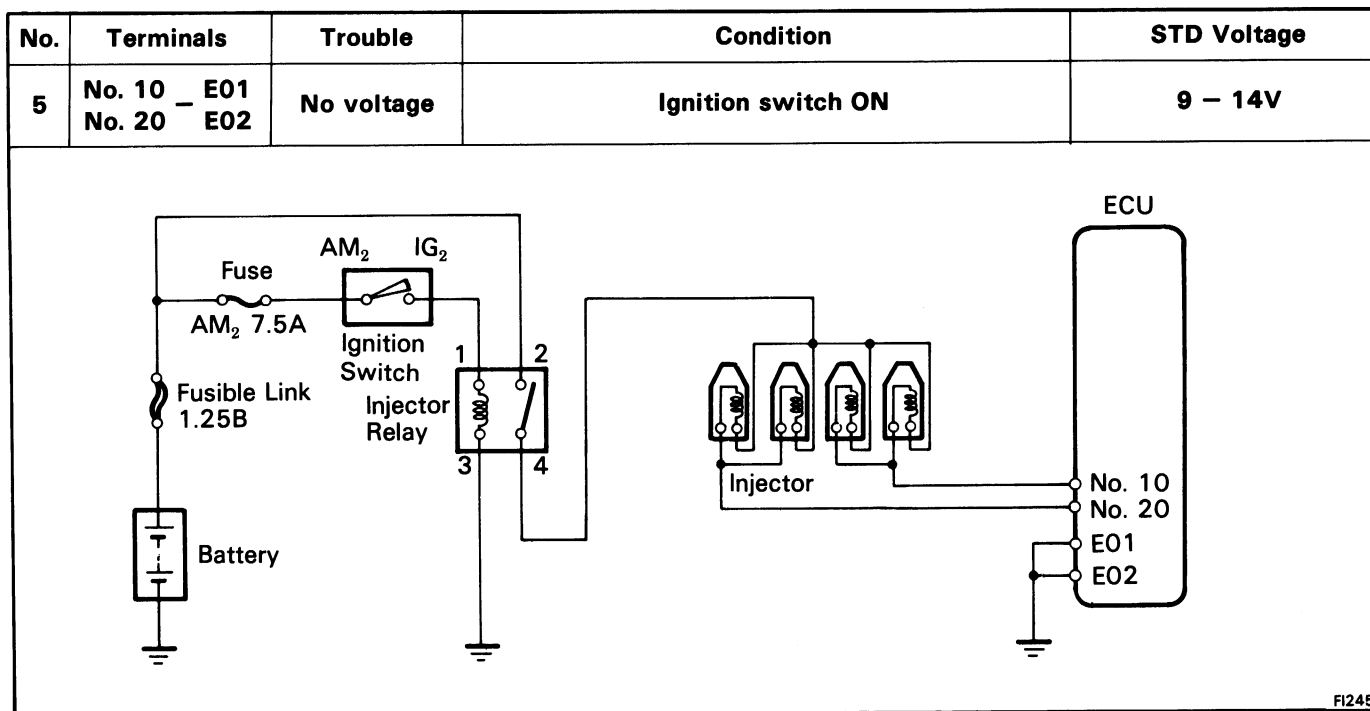 No. Terminals Trouble Condition STD Voltage
5 No. 10 – E01 No voltage Ignition switch ON 9 – 14V
No. 20 E02
ECU
AM₂ IG₂
Fuse
AM₂ 7.5A
Ignition
Switch
1 2
Fusible Link
1.25B
Injector
Relay
3 4
Injector
No. 10
No. 20
E01
E02
Battery
FI245